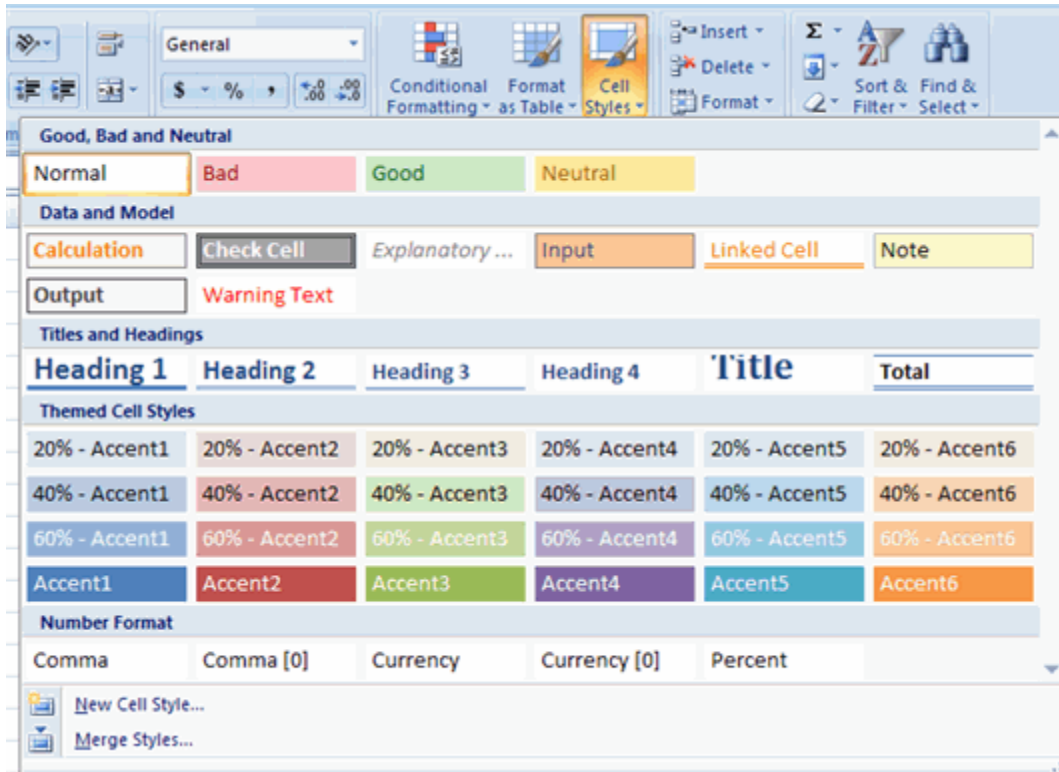 General Insert
Delete
$ % , .0 .00 .00 .0 Conditional Format Cell Format Σ Sort & Find &
Formatting as Table Styles Filter Select
Good, Bad and Neutral
Normal Bad Good Neutral
Data and Model
Calculation Check Cell Explanatory ... Input Linked Cell Note
Output Warning Text
Titles and Headings
Heading 1 Heading 2 Heading 3 Heading 4 Title Total
Themed Cell Styles
20% - Accent1 20% - Accent2 20% - Accent3 20% - Accent4 20% - Accent5 20% - Accent6
40% - Accent1 40% - Accent2 40% - Accent3 40% - Accent4 40% - Accent5 40% - Accent6
60% - Accent1 60% - Accent2 60% - Accent3 60% - Accent4 60% - Accent5 60% - Accent6
Accent1 Accent2 Accent3 Accent4 Accent5 Accent6
Number Format
Comma Comma [0] Currency Currency [0] Percent
New Cell Style...
Merge Styles...